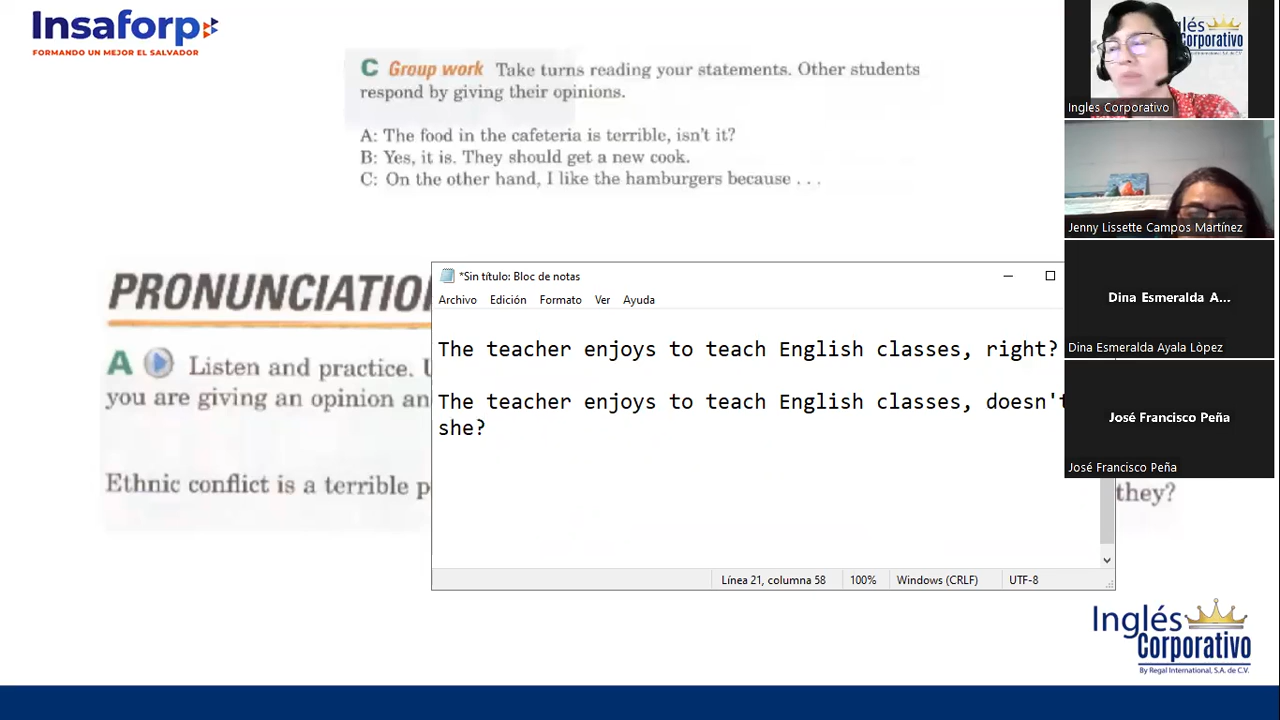 Insaforp
FORMANDO UN MEJOR EL SALVADOR
C Group work Take turns reading your statements. Other students
respond by giving their opinions.
A: The food in the cafeteria is terrible, isn't it?
B: Yes, it is. They should get a new cook.
C: On the other hand, I like the hamburgers because . . .
PRONUNCIATION
A Listen and practice.
you are giving an opinion an
Ethnic conflict is a terrible p
they?
*Sin título: Bloc de notas
Archivo Edición Formato Ver Ayuda
The teacher enjoys to teach English classes, right?
The teacher enjoys to teach English classes, doesn't
she?
Línea 21, columna 58 100% Windows (CRLF) UTF-8
Inglés
Corporativo
By Regal International, S.A. de C.V.
Ingles Corporativo
Jenny Lissette Campos Martínez
Dina Esmeralda A...
Dina Esmeralda Ayala Lòpez
José Francisco Peña
José Francisco Peña